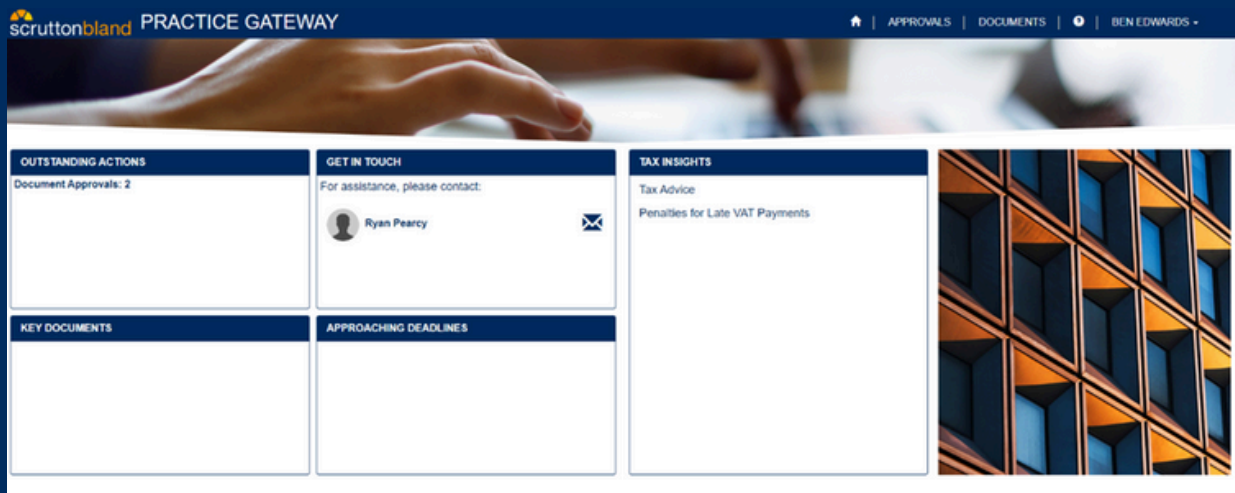 scruttonbland PRACTICE GATEWAY
| APPROVALS | DOCUMENTS | ? | BEN EDWARDS
OUTSTANDING ACTIONS
Document Approvals: 2
GET IN TOUCH
For assistance, please contact:
Ryan Pearcy
TAX INSIGHTS
Tax Advice
Penalties for Late VAT Payments
KEY DOCUMENTS
APPROACHING DEADLINES